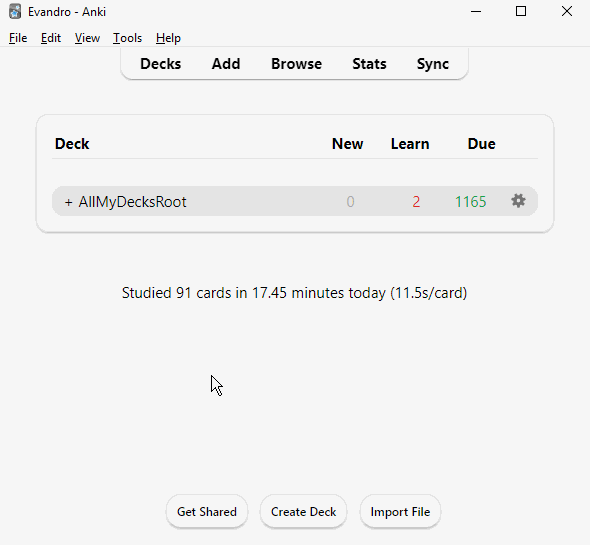 Evandro - Anki
File Edit View Tools Help
Decks Add Browse Stats Sync
Deck New Learn Due
+ AllMyDecksRoot 0 2 1165
Studied 91 cards in 17.45 minutes today (11.5s/card)
Get Shared Create Deck Import File